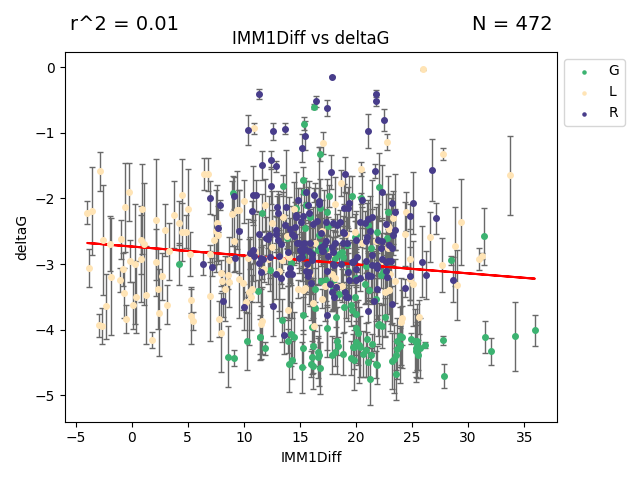 r^2 = 0.01
N = 472
IMM1Diff vs deltaG
G
L
R
0
−1
−2
−3
−4
−5
deltaG
−5
0
5
10
15
20
25
30
35
IMM1Diff